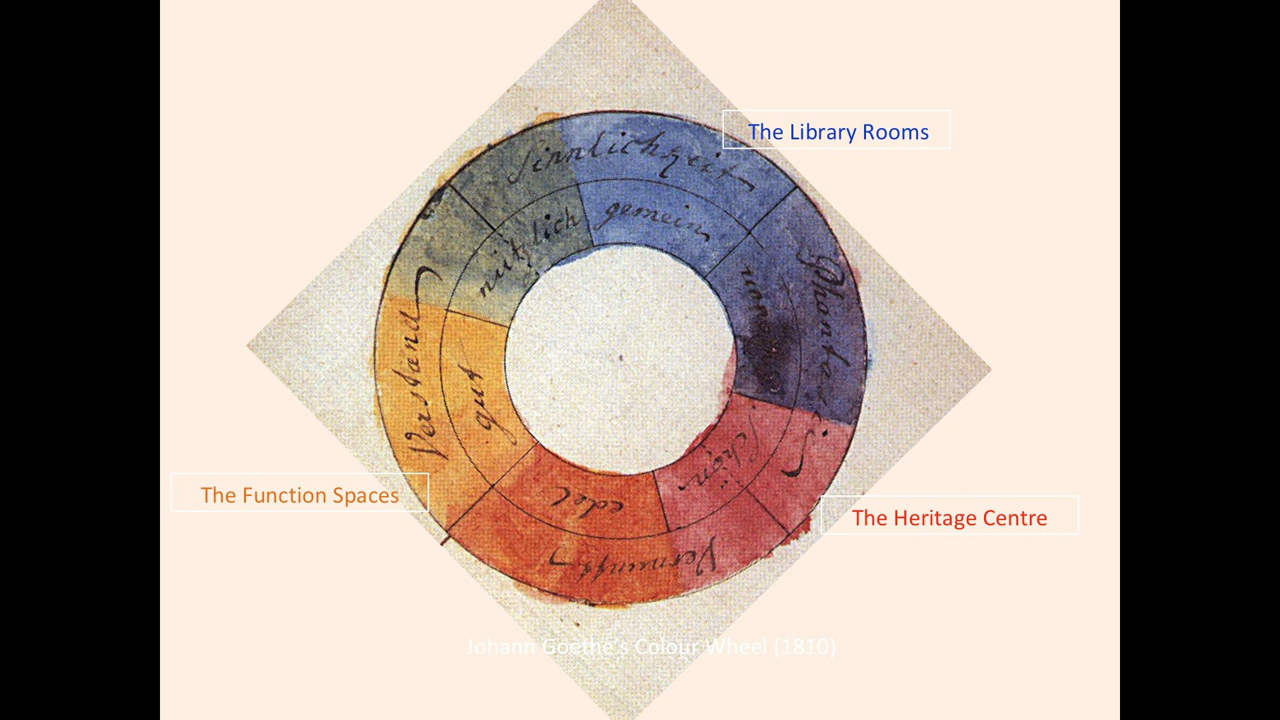 The Library Rooms
Sinnlichkeit
nützlich
gemein
Phantasie
Verstand
gut
schön
edel
Vernunft
The Function Spaces
The Heritage Centre
Johann Goethe's Colour Wheel (1810)